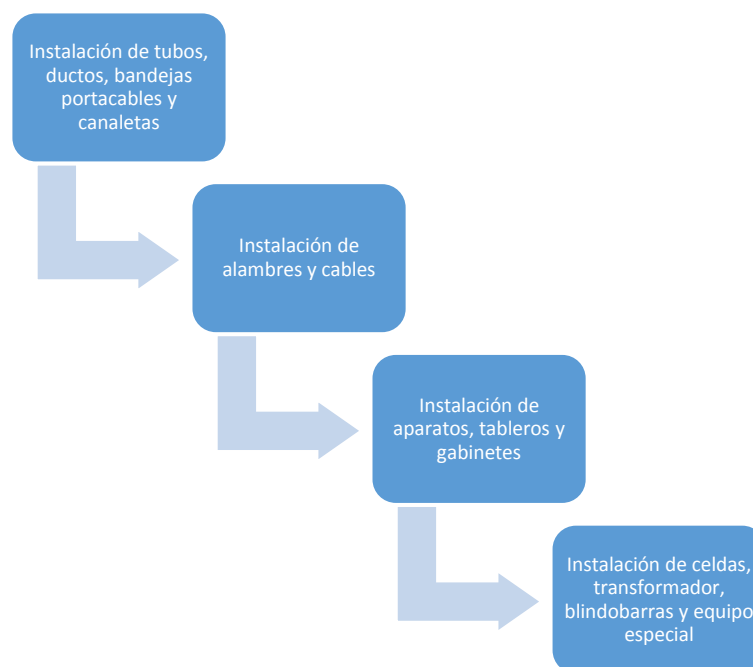 Instalación de tubos,
ductos, bandejas
portacables y
canaletas
Instalación de
alambres y cables
Instalación de
aparatos, tableros y
gabinetes
Instalación de celdas,
transformador,
blindobarras y equipo
especial